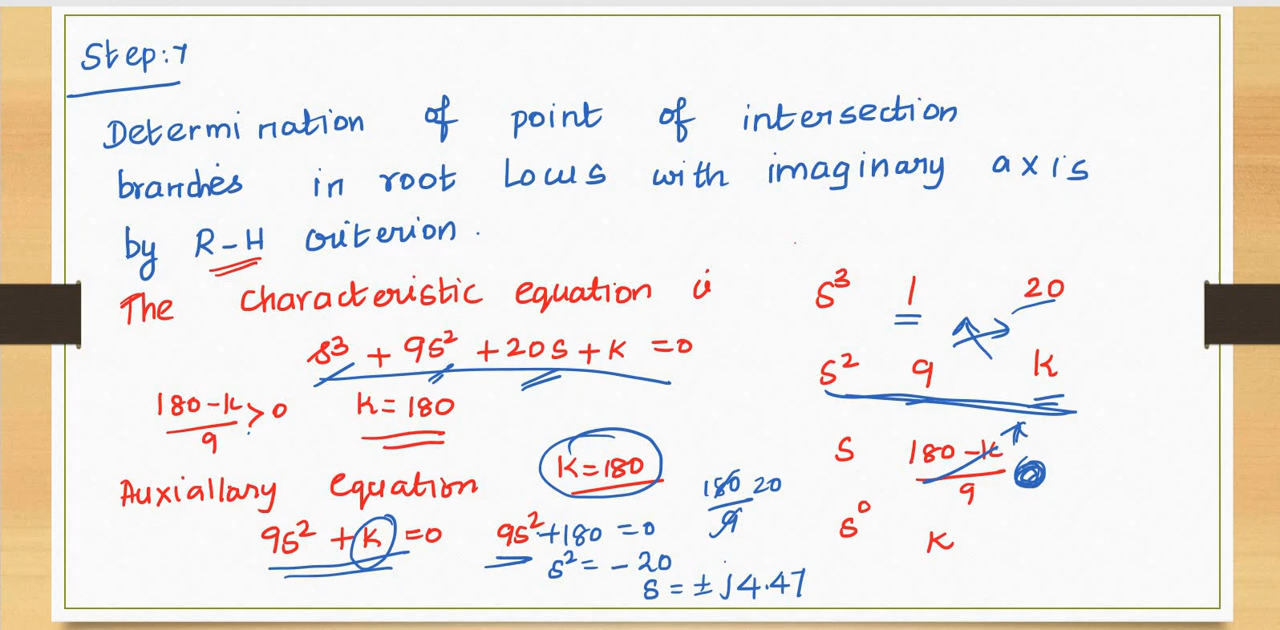 Step:7
Determination of point of intersection
branches in root Locus with imaginary axis
by R-H criterion.
The characteristic equation is
s³ + 9s² + 20s + k = 0
180-k/9 > 0 k = 180
Auxiallary equation k = 180
9s² + k = 0 9s² + 180 = 0
180/9 20
s² = - 20
s = ± j4.47
s³ 1 20
s² 9 k
s 180-k/9 0
s⁰ k